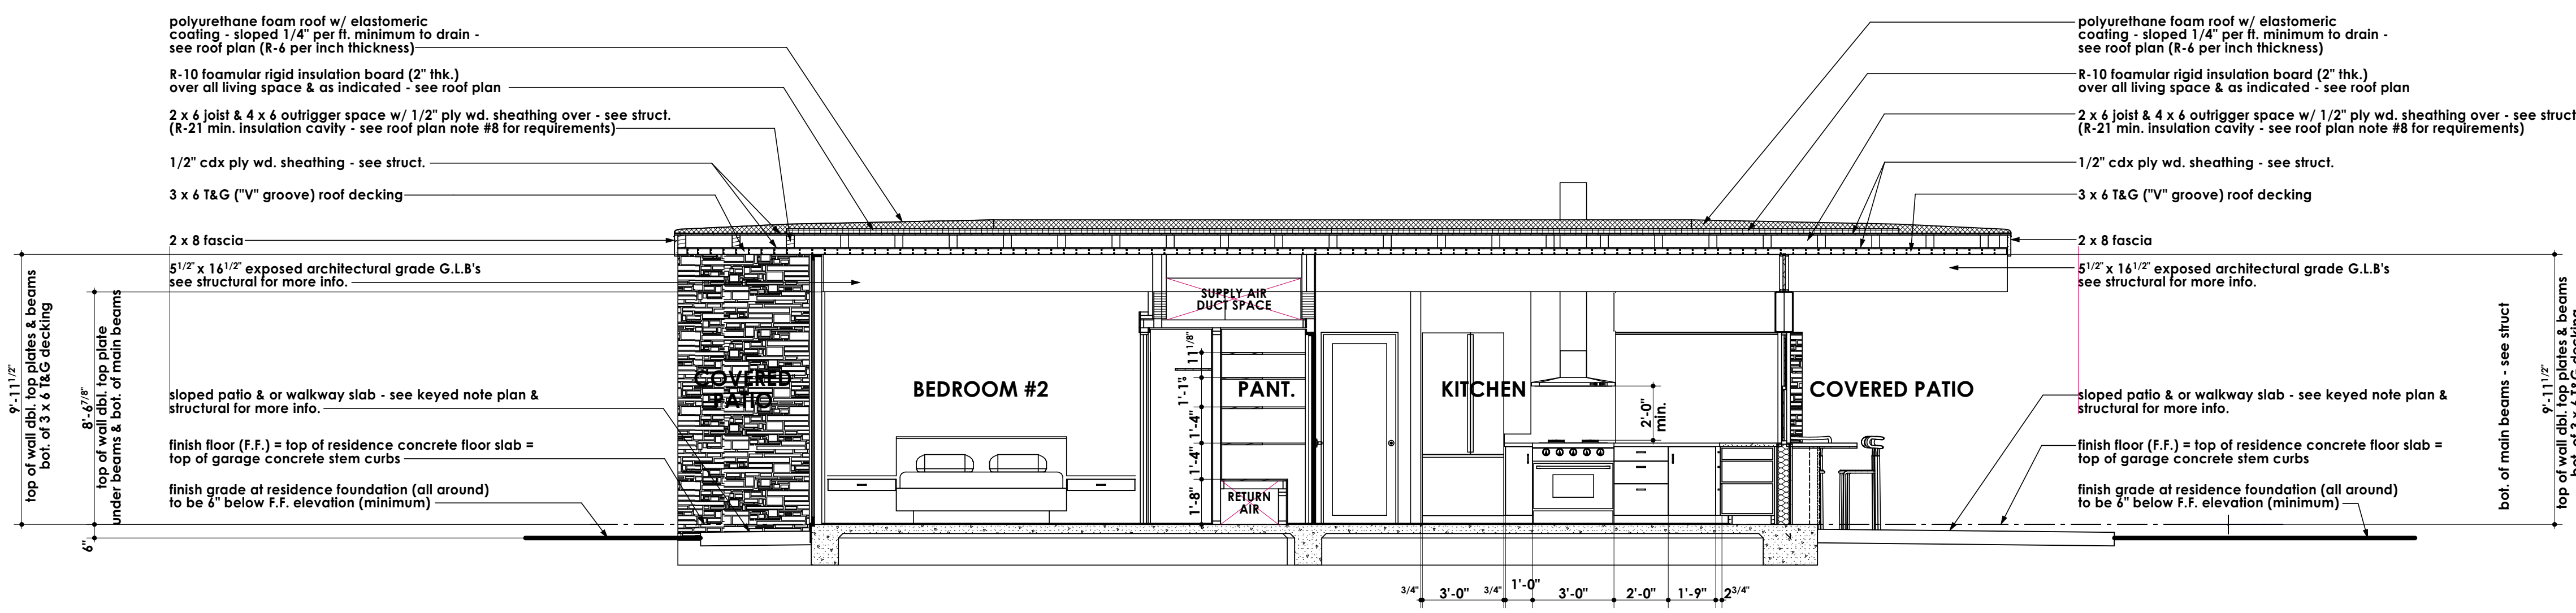 polyurethane foam roof w/ elastomeric
coating - sloped 1/4" per ft. minimum to drain -
see roof plan (R-6 per inch thickness)
R-10 foamular rigid insulation board (2" thk.)
over all living space & as indicated - see roof plan
2 x 6 joist & 4 x 6 outrigger space w/ 1/2" ply wd. sheathing over - see struct.
(R-21 min. insulation cavity - see roof plan note #8 for requirements)
1/2" cdx ply wd. sheathing - see struct.
3 x 6 T&G ("V" groove) roof decking
2 x 8 fascia
5 1/2" x 16 1/2" exposed architectural grade G.L.B's
see structural for more info.
sloped patio & or walkway slab - see keyed note plan &
structural for more info.
finish floor (F.F.) = top of residence concrete floor slab =
top of garage concrete stem curbs
finish grade at residence foundation (all around)
to be 6" below F.F. elevation (minimum)
9'-11 1/2"
top of wall dbl. top plates & beams
bot. of 3 x 6 T&G decking
8'-6 7/8"
top of wall dbl. top plate
under beams & bot. of main beams
6"
COVERED
PATIO
BEDROOM #2
SUPPLY AIR
DUCT SPACE
PANT.
11 1/8"
1'-1"
1'-4"
1'-4"
1'-8"
RETURN
AIR
KITCHEN
2'-0"
min.
COVERED PATIO
3/4"
3'-0"
3/4"
1'-0"
3'-0"
2'-0"
1'-9"
2 3/4"
polyurethane foam roof w/ elastomeric
coating - sloped 1/4" per ft. minimum to drain -
see roof plan (R-6 per inch thickness)
R-10 foamular rigid insulation board (2" thk.)
over all living space & as indicated - see roof plan
2 x 6 joist & 4 x 6 outrigger space w/ 1/2" ply wd. sheathing over - see struct
(R-21 min. insulation cavity - see roof plan note #8 for requirements)
1/2" cdx ply wd. sheathing - see struct.
3 x 6 T&G ("V" groove) roof decking
2 x 8 fascia
5 1/2" x 16 1/2" exposed architectural grade G.L.B's
see structural for more info.
sloped patio & or walkway slab - see keyed note plan &
structural for more info.
finish floor (F.F.) = top of residence concrete floor slab =
top of garage concrete stem curbs
finish grade at residence foundation (all around)
to be 6" below F.F. elevation (minimum)
bot. of main beams - see struct
9'-11 1/2"
top of wall dbl. top plates & beams
bot. of 3 x 6 T&G decking